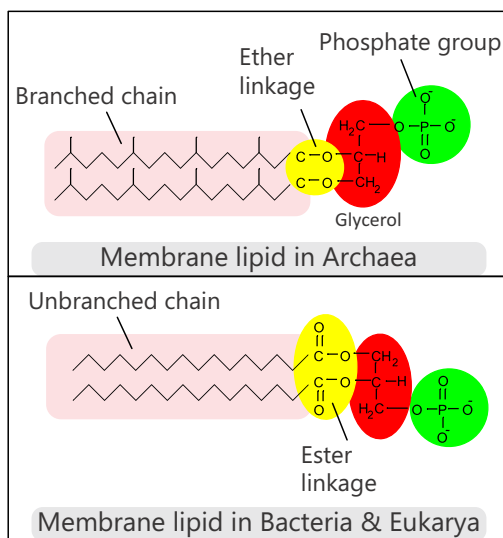 Phosphate group
Ether
linkage
Branched chain
O⁻
H₂C O P O⁻
C O C H O
C O CH₂
Glycerol
Membrane lipid in Archaea
Unbranched chain
O
C O CH₂ O
C O C H O P O⁻
O H₂C O⁻
Ester
linkage
Membrane lipid in Bacteria & Eukarya